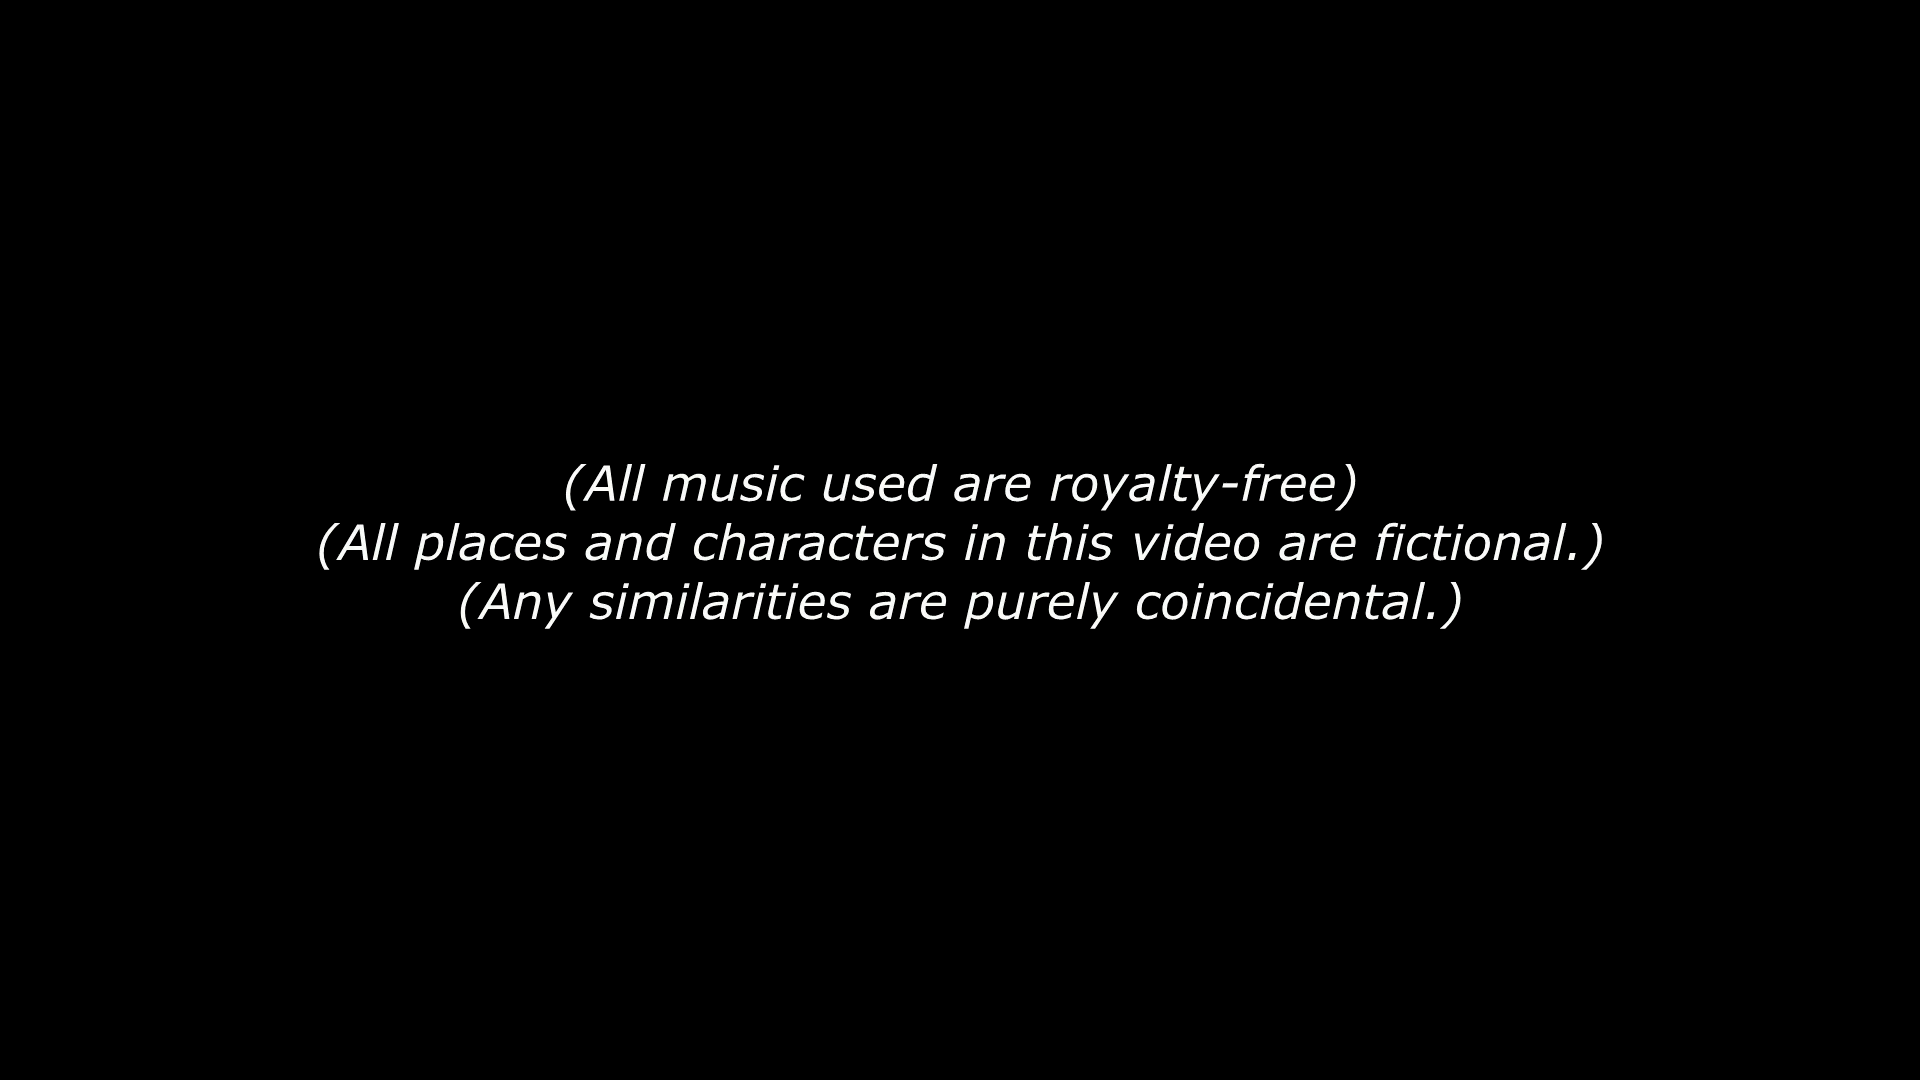 (All music used are royalty-free)
(All places and characters in this video are fictional.)
(Any similarities are purely coincidental.)